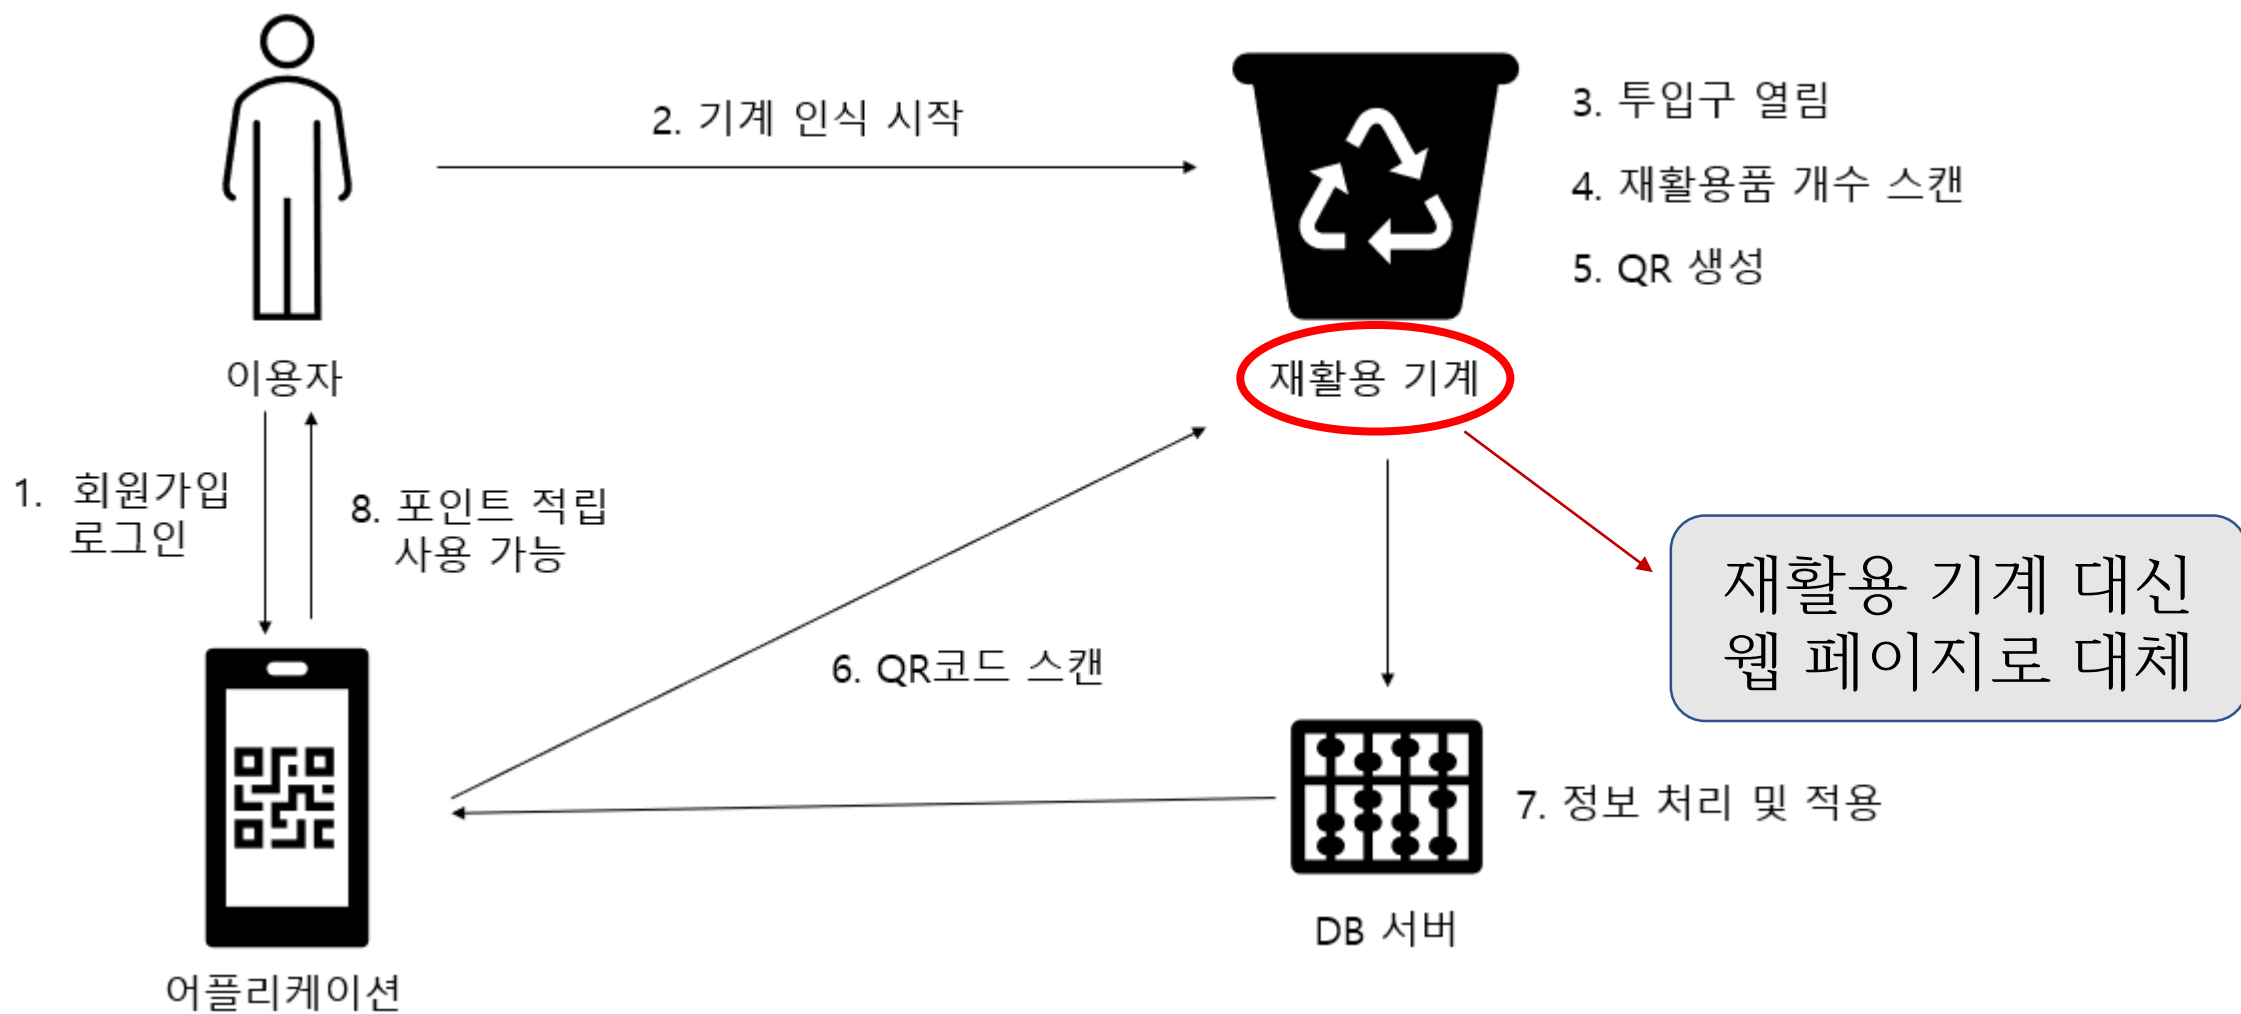 2. 기계 인식 시작
3. 투입구 열림
4. 재활용품 개수 스캔
5. QR 생성
이용자
재활용 기계
1. 회원가입
로그인
8. 포인트 적립
사용 가능
재활용 기계 대신
웹 페이지로 대체
6. QR코드 스캔
7. 정보 처리 및 적용
DB 서버
어플리케이션